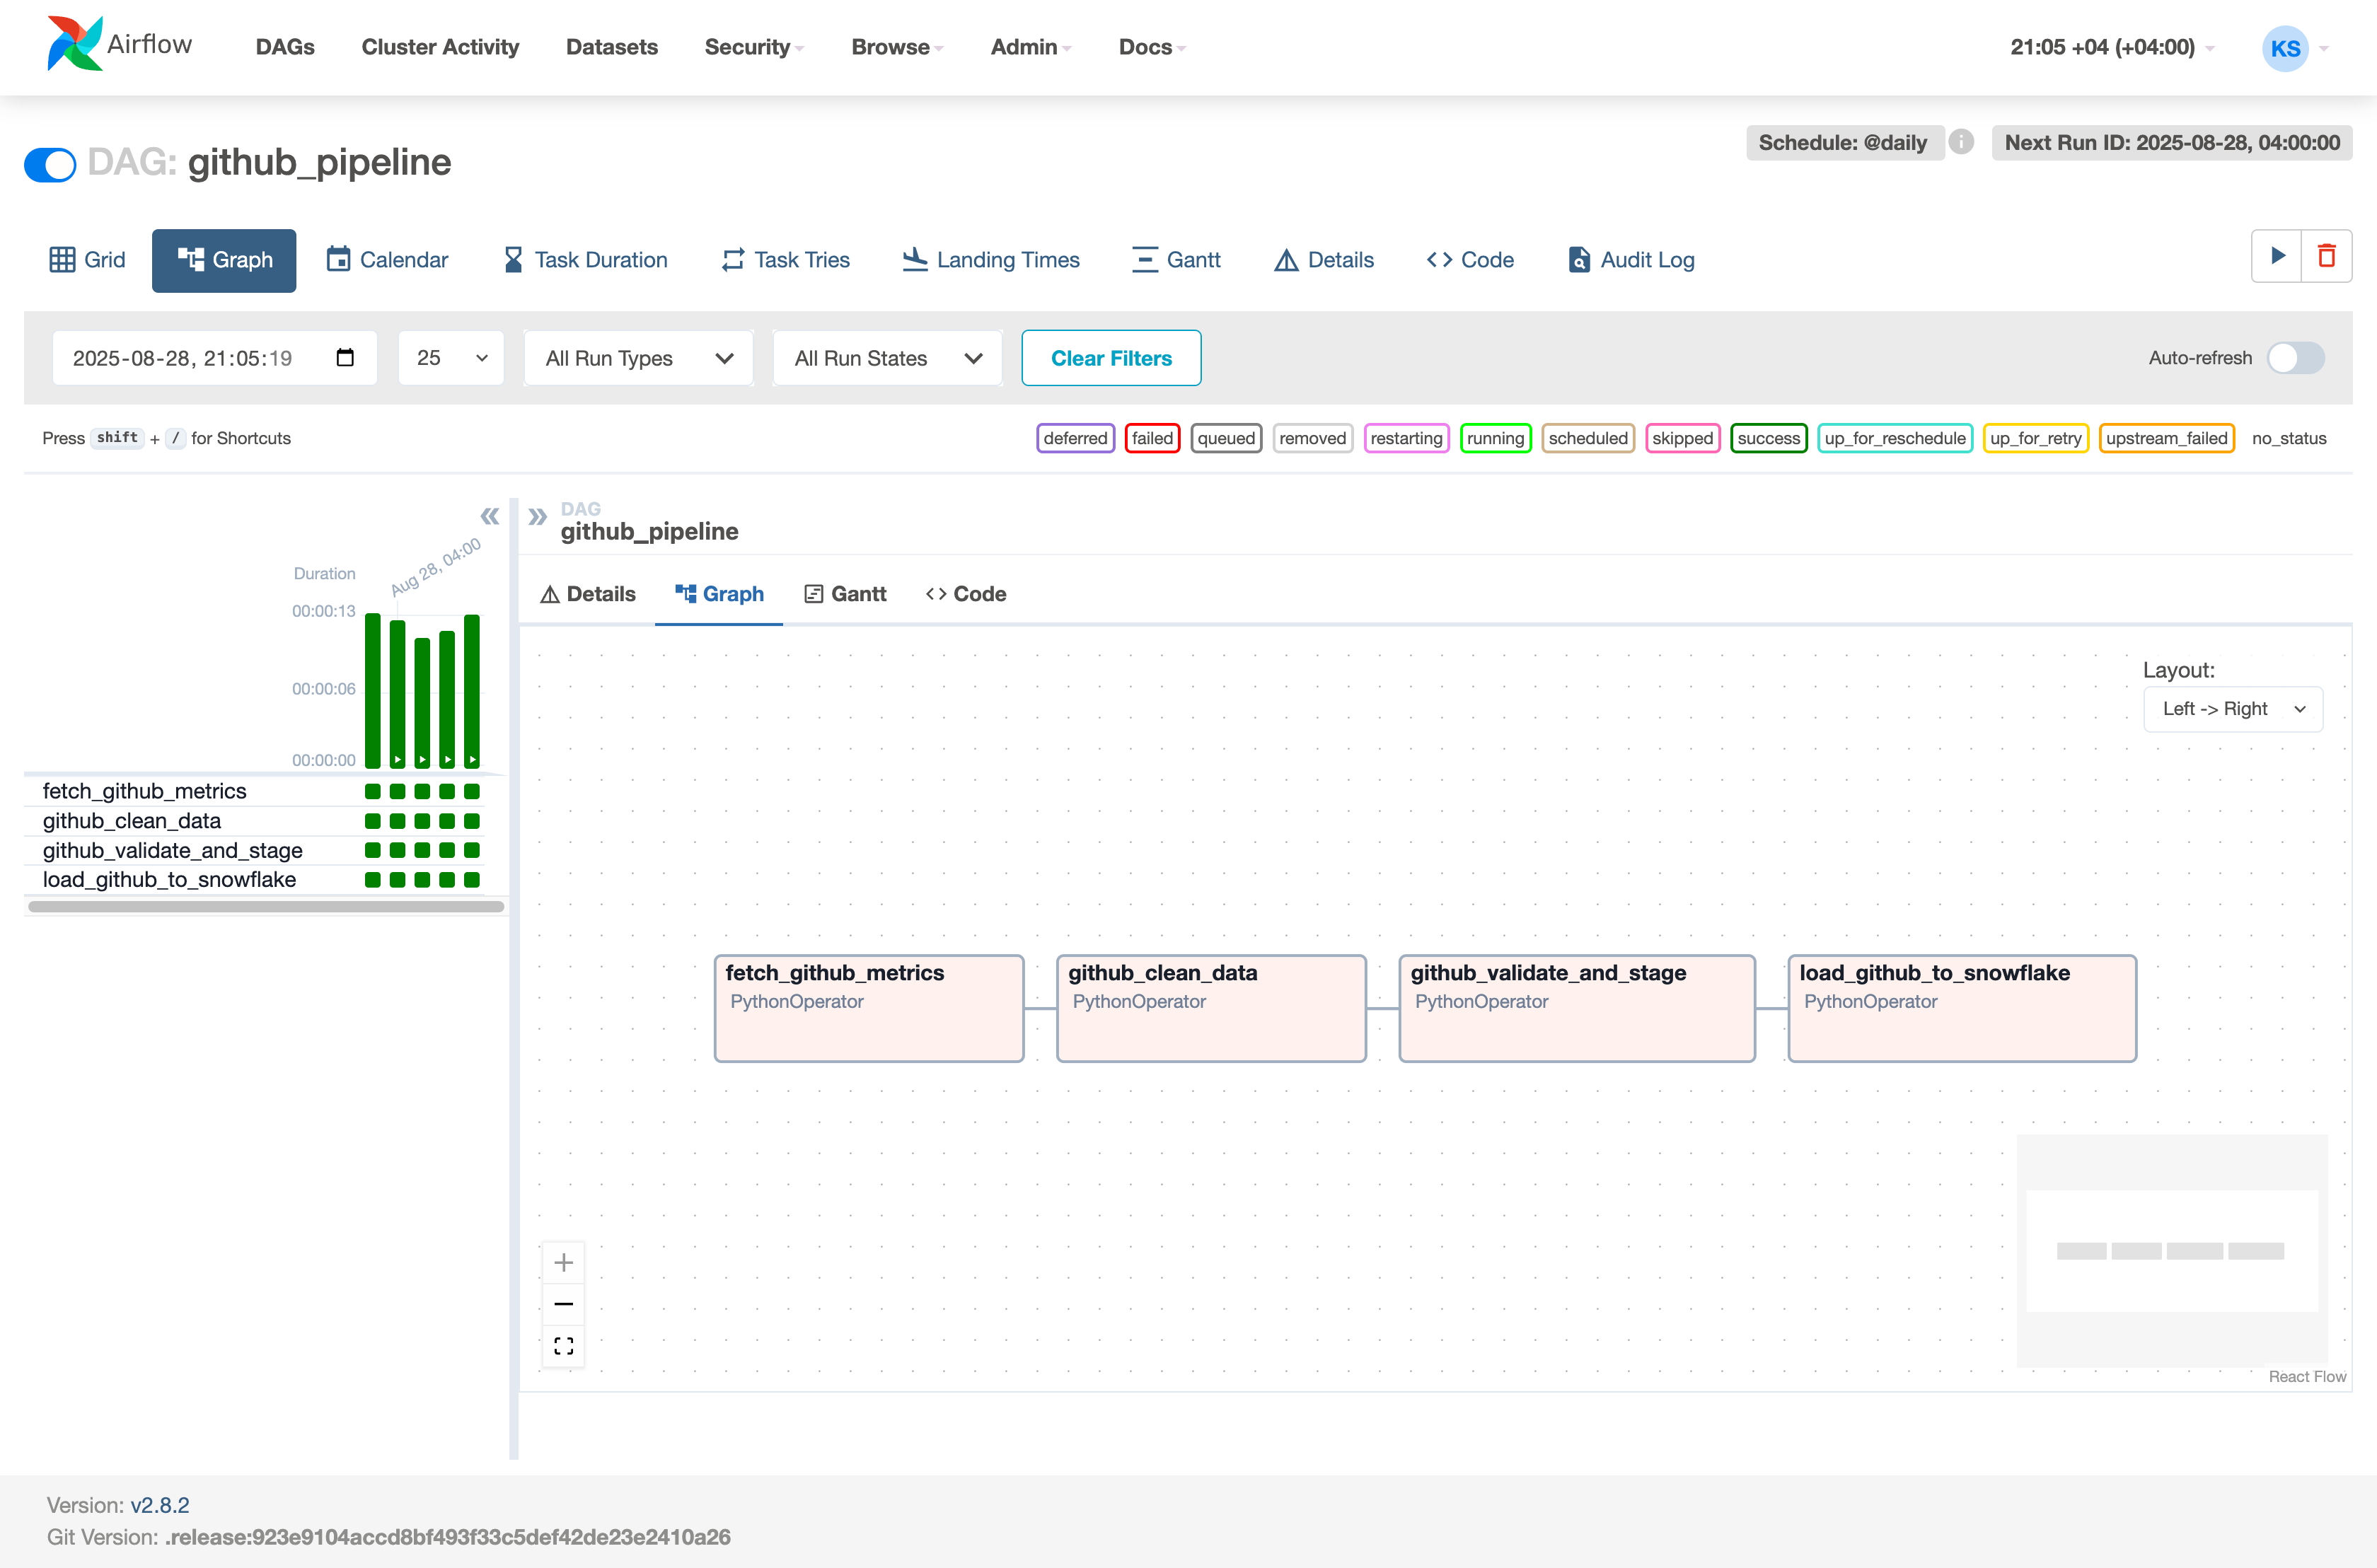 Airflow DAGs Cluster Activity Datasets Security Browse Admin Docs 21:05 +04 (+04:00) KS
Schedule: @daily i Next Run ID: 2025-08-28, 04:00:00
DAG: github_pipeline
Grid Graph Calendar Task Duration Task Tries Landing Times Gantt Details Code Audit Log
2025-08-28, 21:05:19 25 All Run Types All Run States Clear Filters Auto-refresh
Press shift + / for Shortcuts deferred failed queued removed restarting running scheduled skipped success up_for_reschedule up_for_retry upstream_failed no_status
Aug 28, 04:00
Duration
00:00:13
00:00:06
00:00:00
fetch_github_metrics
github_clean_data
github_validate_and_stage
load_github_to_snowflake
DAG
github_pipeline
Details Graph Gantt Code
Layout:
Left -> Right
fetch_github_metrics
PythonOperator
github_clean_data
PythonOperator
github_validate_and_stage
PythonOperator
load_github_to_snowflake
PythonOperator
React Flow
Version: v2.8.2
Git Version: .release:923e9104accd8bf493f33c5def42de23e2410a26